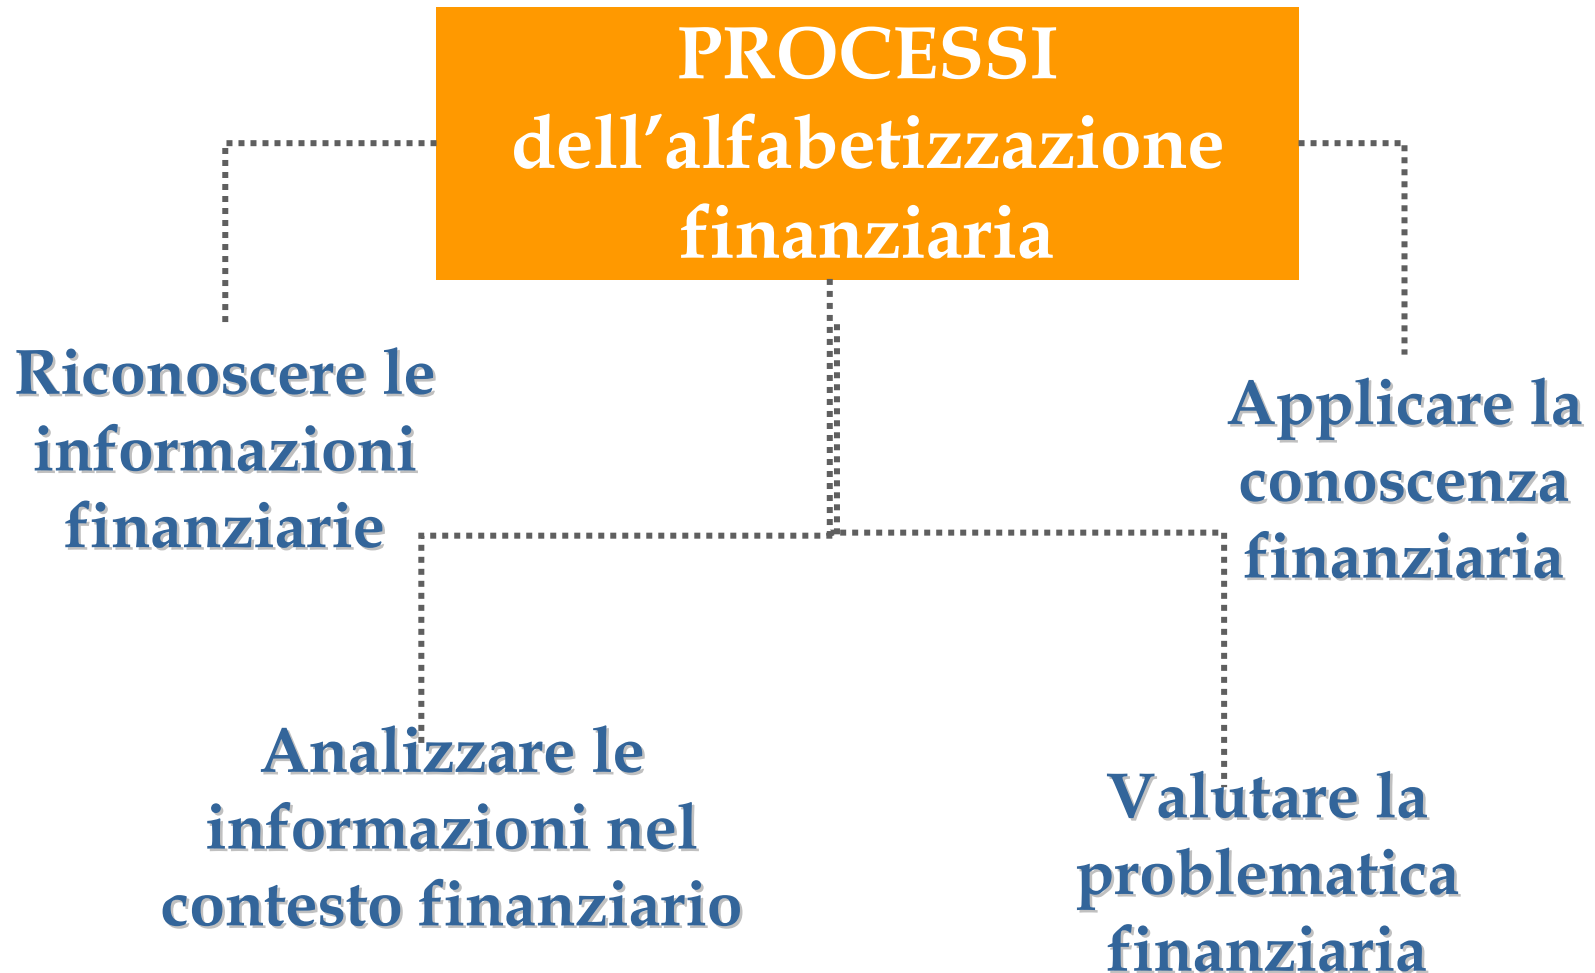 PROCESSI
dell’alfabetizzazione
finanziaria
Riconoscere le
informazioni
finanziarie
Applicare la
conoscenza
finanziaria
Analizzare le
informazioni nel
contesto finanziario
Valutare la
problematica
finanziaria